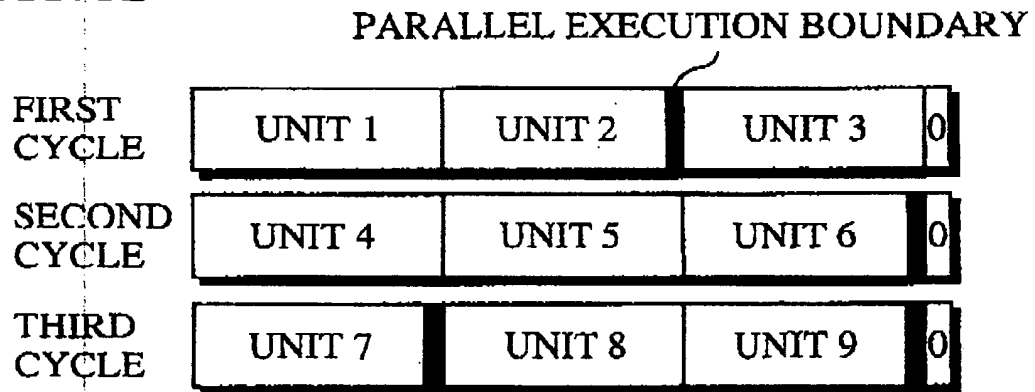 PARALLEL EXECUTION BOUNDARY
FIRST
CYCLE
UNIT 1 UNIT 2 UNIT 3 0
SECOND
CYCLE
UNIT 4 UNIT 5 UNIT 6 0
THIRD
CYCLE
UNIT 7 UNIT 8 UNIT 9 0